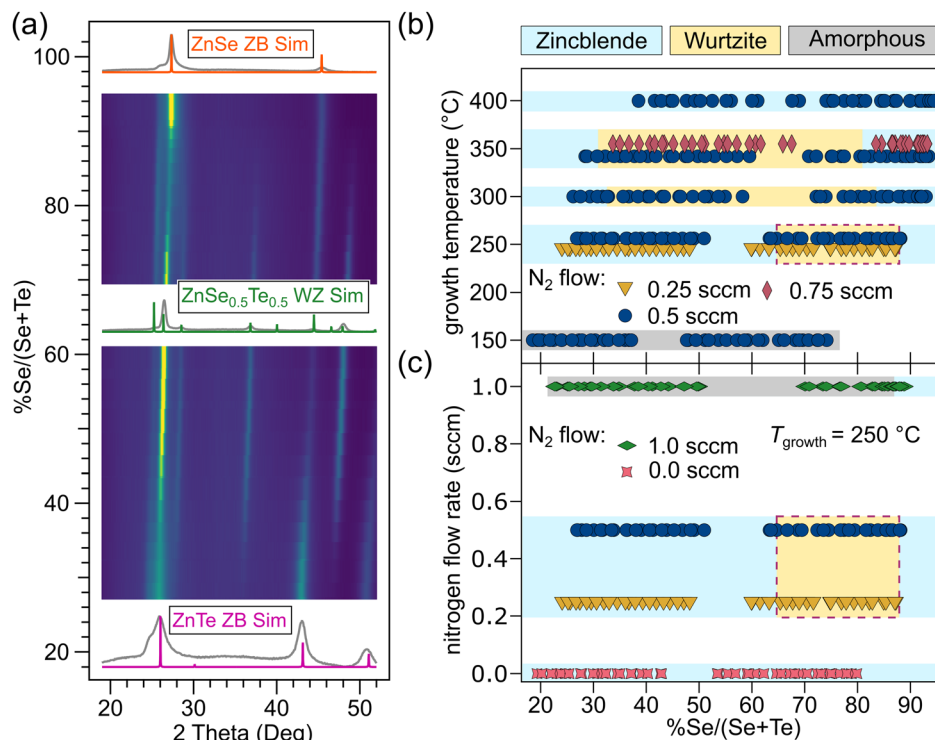 (a)
ZnSe ZB Sim
100
80
60
40
20
%Se/(Se+Te)
ZnSe0.5Te0.5 WZ Sim
ZnTe ZB Sim
20 30 40 50
2 Theta (Deg)
(b)
Zincblende Wurtzite Amorphous
400
350
300
250
200
150
growth temperature (°C)
N2 flow:
0.25 sccm 0.75 sccm
0.5 sccm
(c)
1.0
0.8
0.6
0.4
0.2
0.0
nitrogen flow rate (sccm)
N2 flow: Tgrowth = 250 °C
1.0 sccm
0.0 sccm
20 30 40 50 60 70 80 90
%Se/(Se+Te)